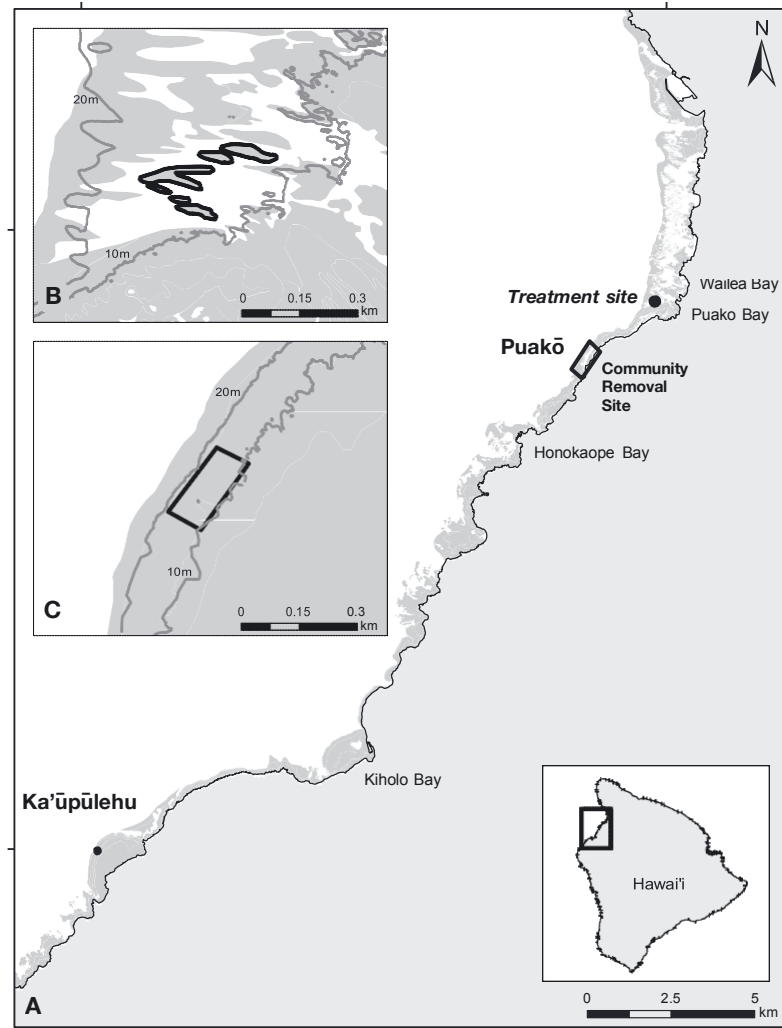 N
20m
10m
B
0 0.15 0.3
km
Wailea Bay
Treatment site
Puako Bay
Puakō
Community
Removal
Site
20m
Honokaope Bay
10m
C
0 0.15 0.3
km
Kiholo Bay
Ka'ūpūlehu
Hawai'i
A
0 2.5 5
km